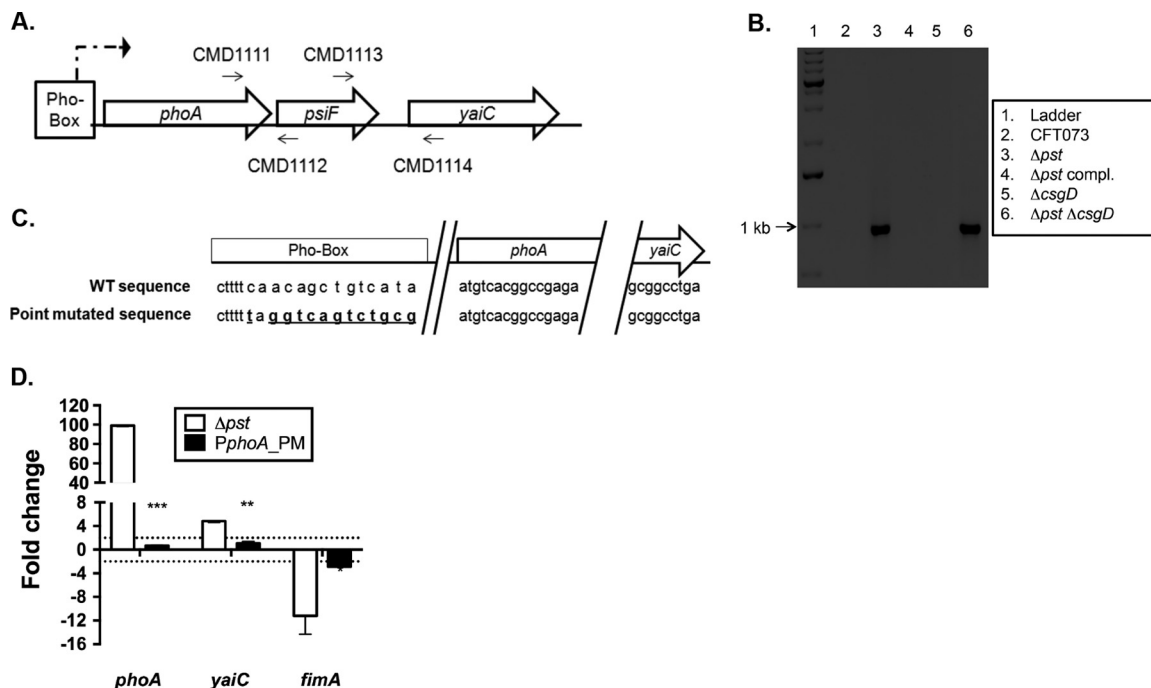 A.
CMD1111
CMD1113
Pho-
Box
phoA
psiF
yaiC
CMD1112
CMD1114
B.
1 2 3 4 5 6
1 kb
1. Ladder
2. CFT073
3. Δpst
4. Δpst compl.
5. ΔcsgD
6. Δpst ΔcsgD
C.
Pho-Box
phoA
yaiC
WT sequence cttttcaacagctgtcata atgtcacggccgaga gcggcctga
Point mutated sequence ctttttaggtcagtctgcg atgtcacggccgaga gcggcctga
D.
Δpst
PphoA_PM
Fold change
120
100
80
60
40
8
4
0
-4
-8
-12
-16
***
**
*
phoA yaiC fimA